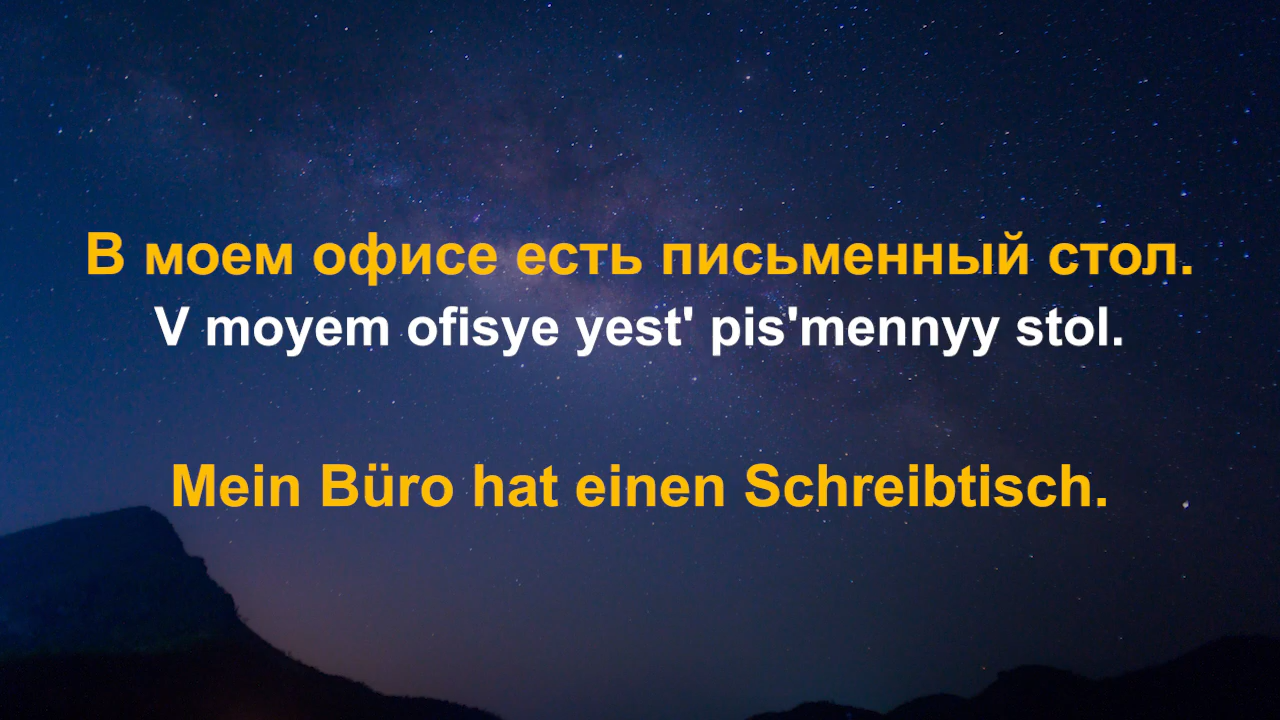 В моем офисе есть письменный стол.
V moyem ofisye yest' pis'mennyy stol.
Mein Büro hat einen Schreibtisch.